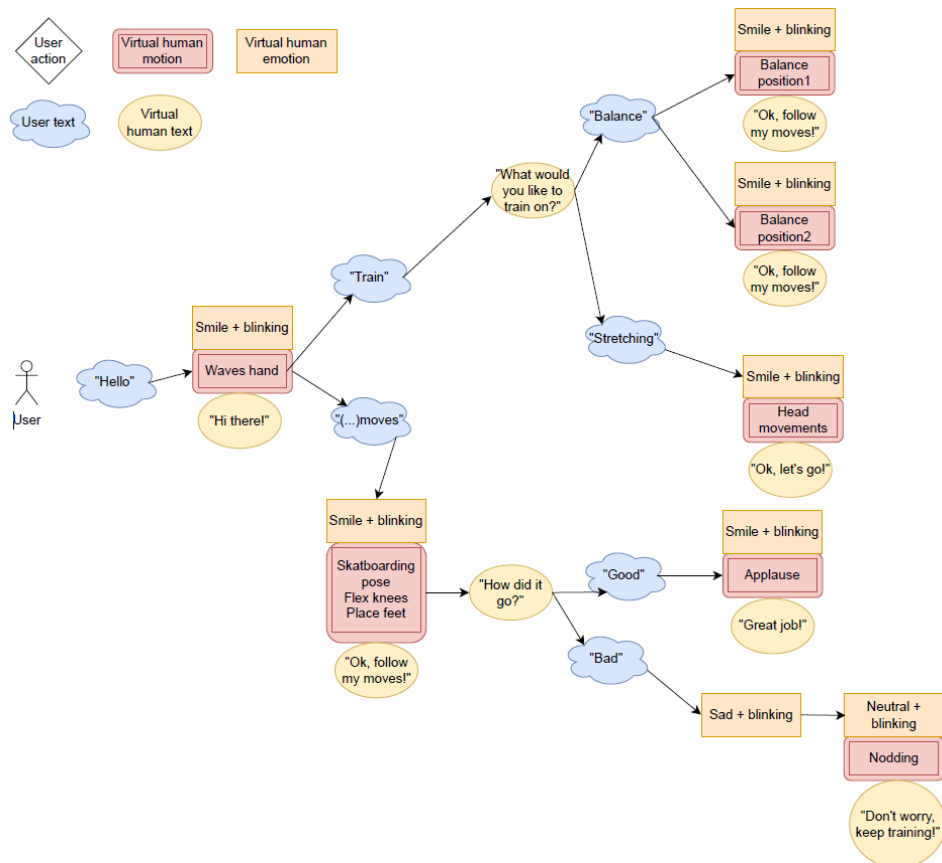 User
action
Virtual human
motion
Virtual human
emotion
User text
Virtual
human text
Smile + blinking
Balance
position1
"Ok, follow
my moves!"
"Balance"
"What would
you like to
train on?"
Smile + blinking
Balance
position2
"Ok, follow
my moves!"
"Train"
Smile + blinking
Waves hand
"Hi there!"
"Hello"
User
"Stretching"
Smile + blinking
Head
movements
"Ok, let's go!"
"(...)moves"
Smile + blinking
Skatboarding
pose
Flex knees
Place feet
"Ok, follow
my moves!"
"How did it
go?"
"Good"
Smile + blinking
Applause
"Great job!"
"Bad"
Sad + blinking
Neutral +
blinking
Nodding
"Don't worry,
keep training!"